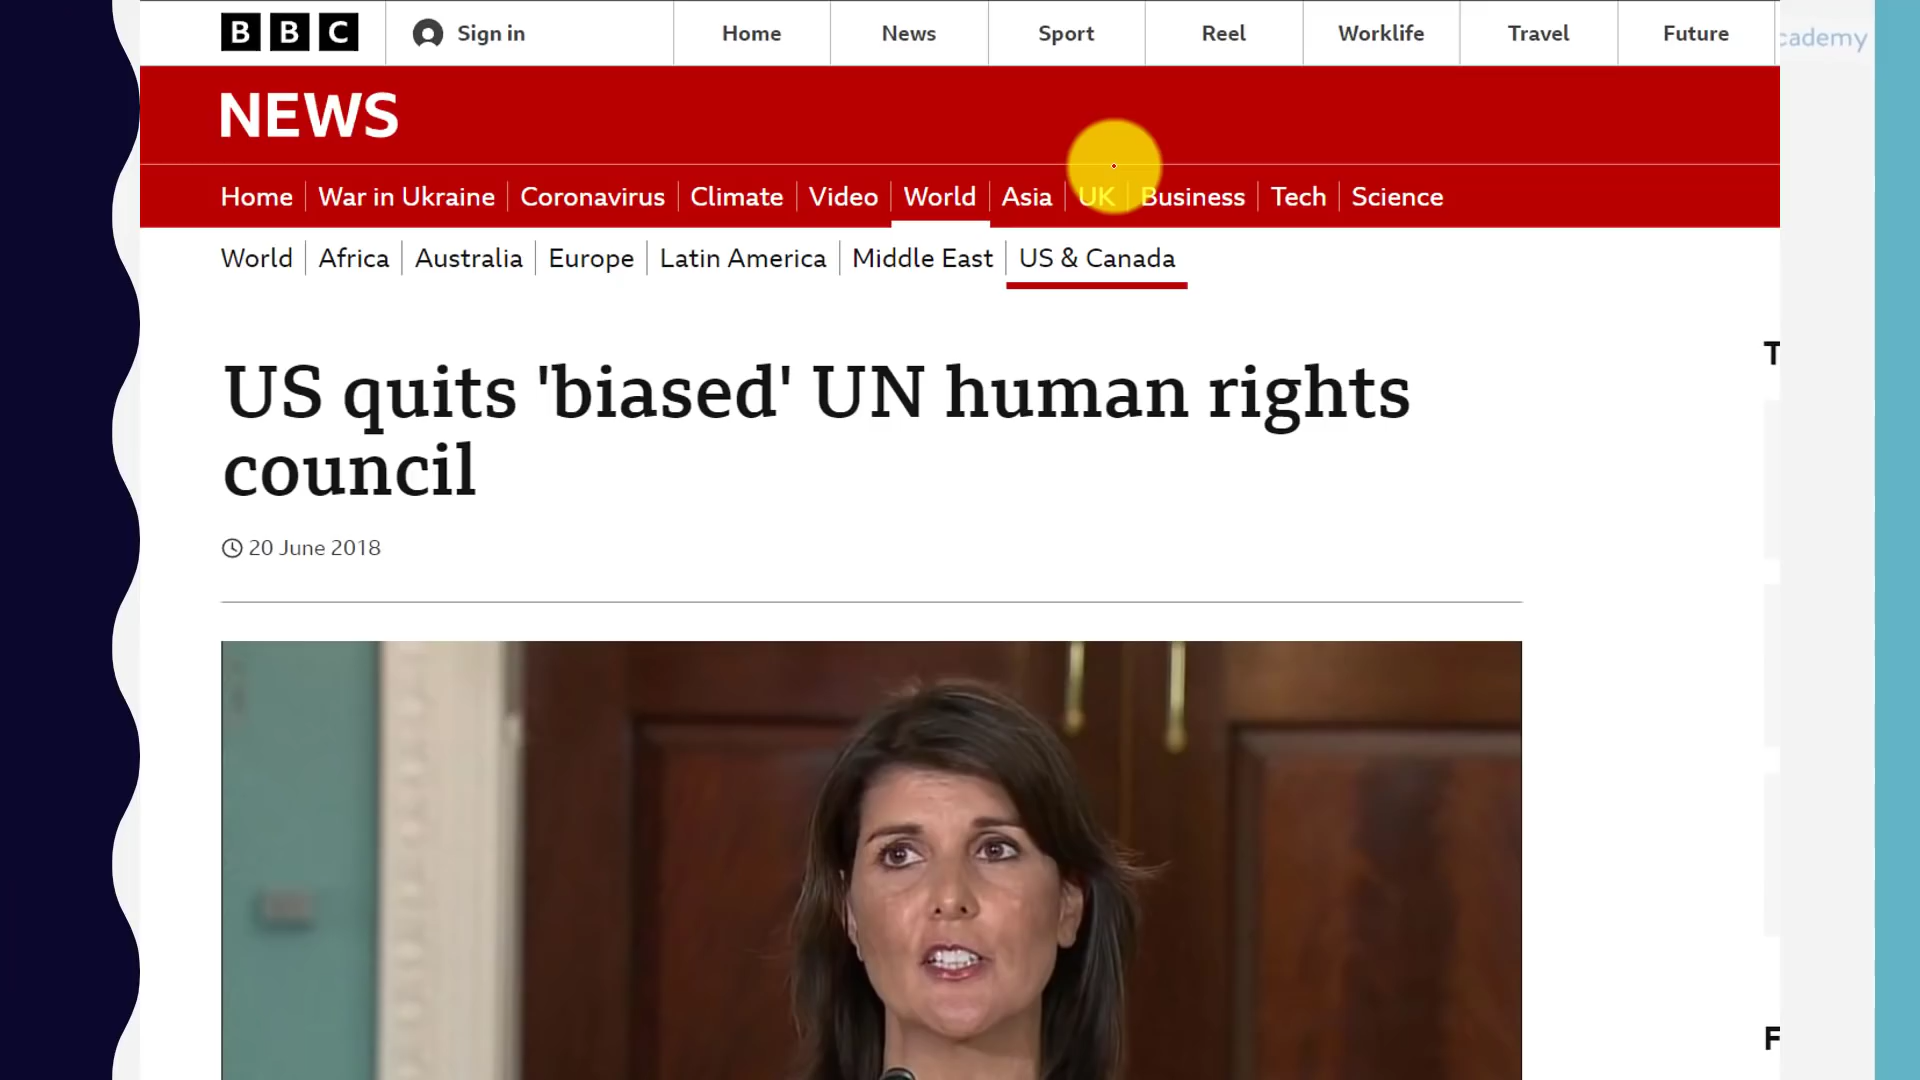 BBC Sign in Home News Sport Reel Worklife Travel Future
cademy
NEWS
Home War in Ukraine Coronavirus Climate Video World Asia UK Business Tech Science
World Africa Australia Europe Latin America Middle East US & Canada
US quits 'biased' UN human rights
council
20 June 2018
T
F